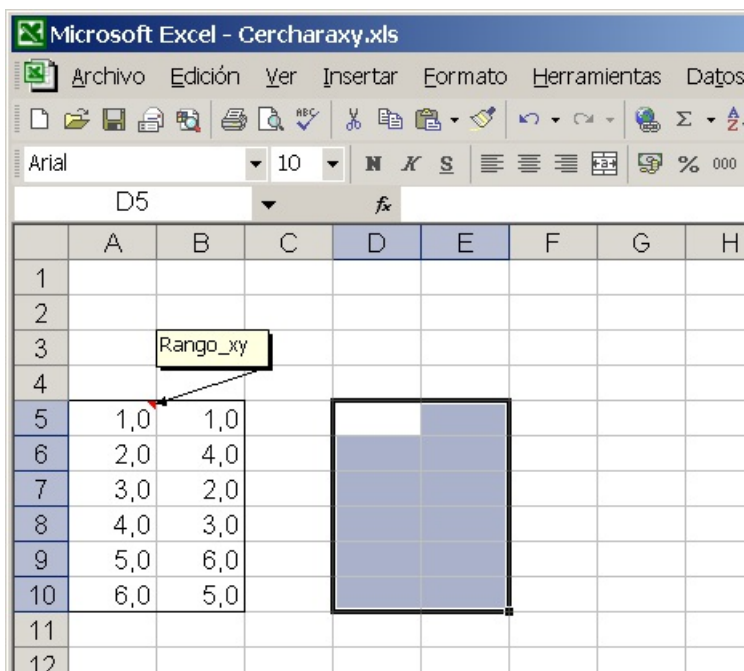 Microsoft Excel - Cercharaxy.xls
Archivo Edición Ver Insertar Formato Herramientas Datos
ABC Σ A Z
Arial 10 N K S % 000
D5 fx
A B C D E F G H
1
2
3 Rango_xy
4
5 1,0 1,0
6 2,0 4,0
7 3,0 2,0
8 4,0 3,0
9 5,0 6,0
10 6,0 5,0
11
12